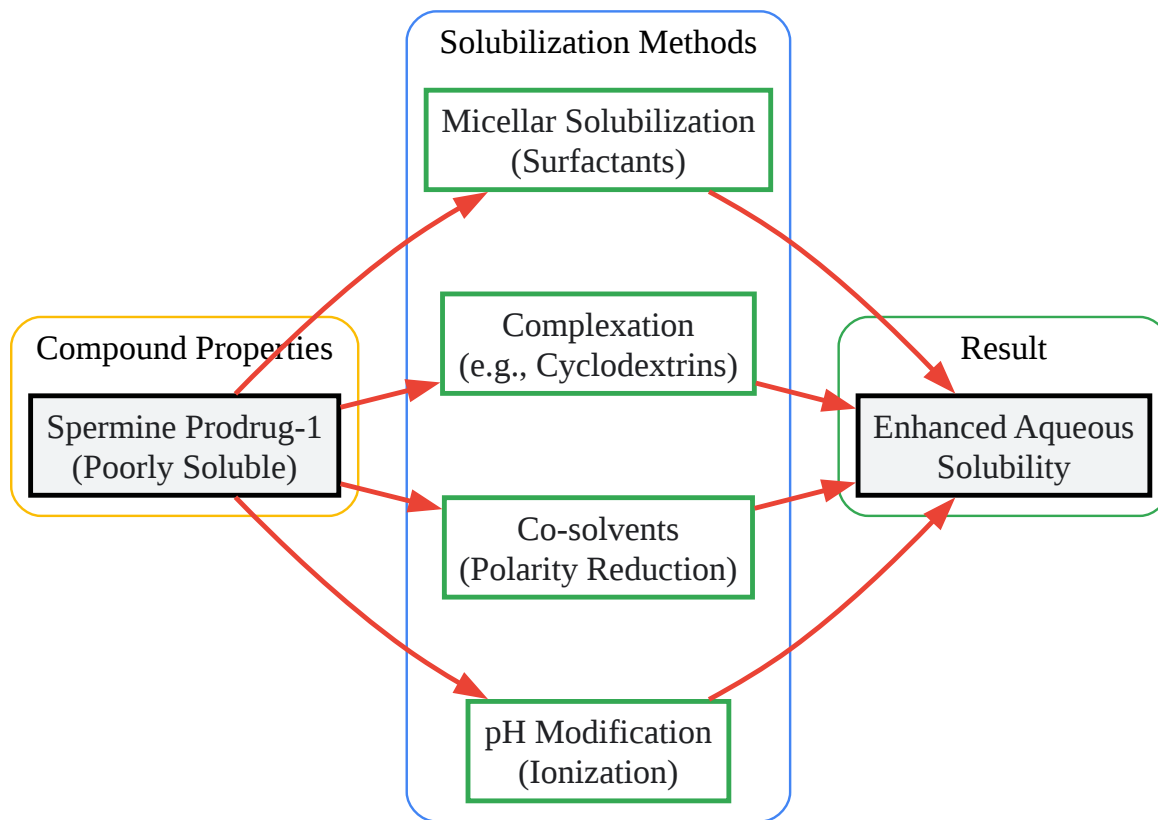 Solubilization Methods
Micellar Solubilization
(Surfactants)
Complexation
(e.g., Cyclodextrins)
Co-solvents
(Polarity Reduction)
pH Modification
(Ionization)
Compound Properties
Spermine Prodrug-1
(Poorly Soluble)
Result
Enhanced Aqueous
Solubility